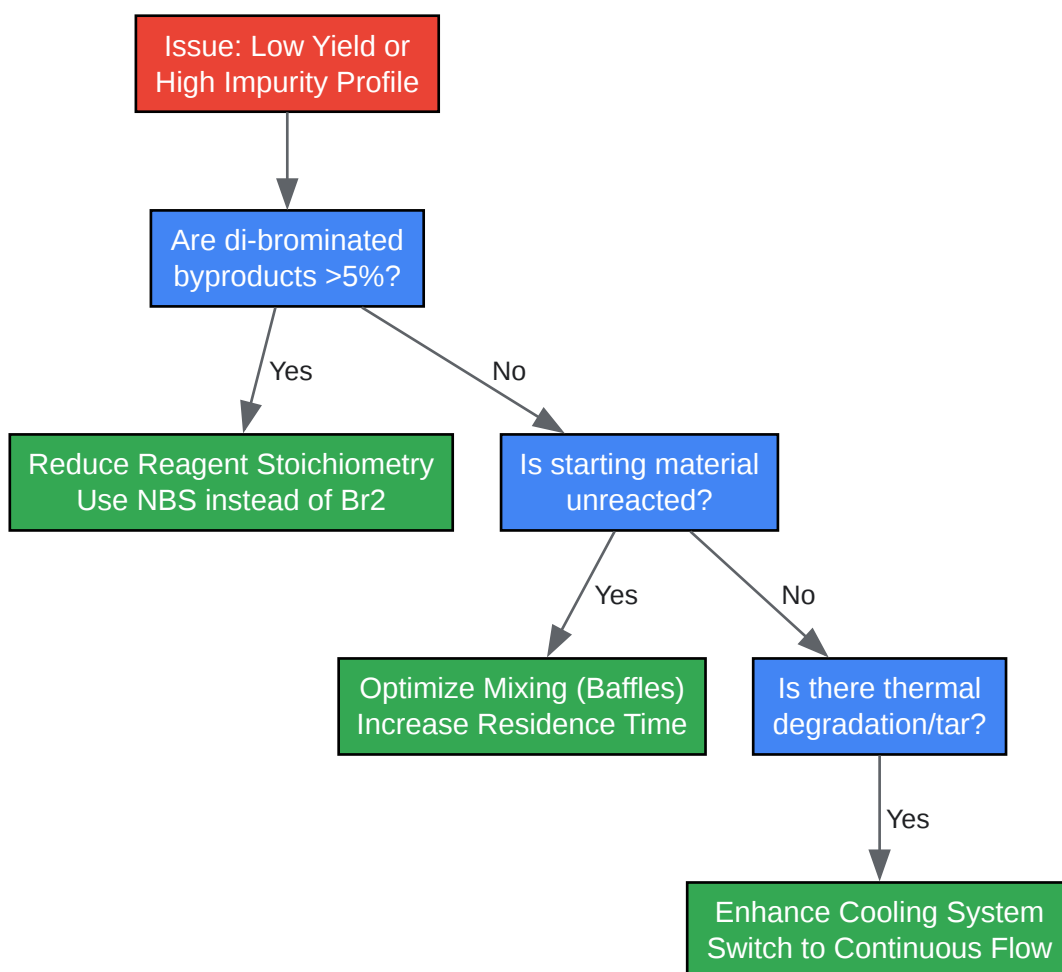 Issue: Low Yield or
High Impurity Profile
Are di-brominated
byproducts >5%?
Yes
No
Reduce Reagent Stoichiometry
Use NBS instead of Br2
Is starting material
unreacted?
Yes
No
Optimize Mixing (Baffles)
Increase Residence Time
Is there thermal
degradation/tar?
Yes
Enhance Cooling System
Switch to Continuous Flow